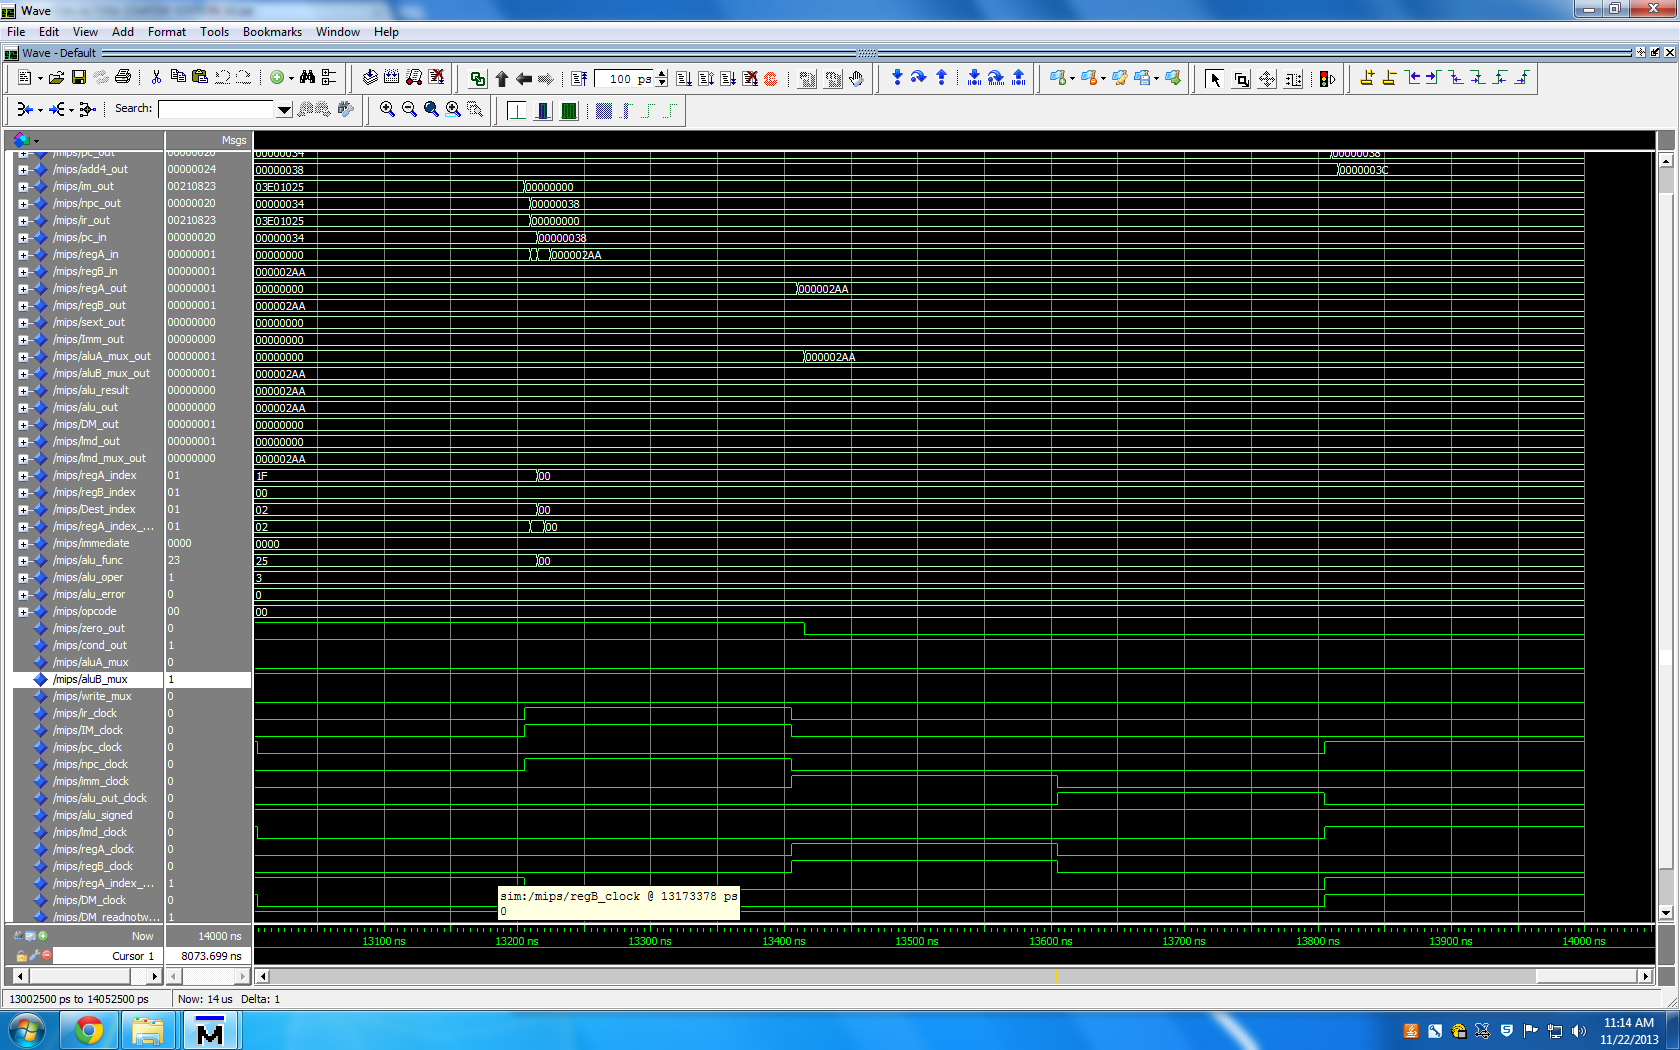 Wave
File Edit View Add Format Tools Bookmarks Window Help
Wave - Default
100 ps
Search:
Msgs
/mips/pc_out 00000020 00000034 00000038
/mips/add4_out 00000024 00000038 0000003C
/mips/im_out 00210823 03E01025 00000000
/mips/npc_out 00000020 00000034 00000038
/mips/ir_out 00210823 03E01025 00000000
/mips/pc_in 00000020 00000034 00000038
/mips/regA_in 00000001 00000000 000002AA
/mips/regB_in 00000001 000002AA
/mips/regA_out 00000001 00000000 000002AA
/mips/regB_out 00000001 000002AA
/mips/sext_out 00000000 00000000
/mips/Imm_out 00000000 00000000
/mips/aluA_mux_out 00000001 00000000 000002AA
/mips/aluB_mux_out 00000001 000002AA
/mips/alu_result 00000000 000002AA
/mips/alu_out 00000000 000002AA
/mips/DM_out 00000001 00000000
/mips/lmd_out 00000001 00000000
/mips/lmd_mux_out 00000000 000002AA
/mips/regA_index 01 1F 00
/mips/regB_index 01 00
/mips/Dest_index 01 02 00
/mips/regA_index_... 01 02 00
/mips/immediate 0000 0000
/mips/alu_func 23 25 00
/mips/alu_oper 1 3
/mips/alu_error 0 0
/mips/opcode 00 00
/mips/zero_out 0
/mips/cond_out 1
/mips/aluA_mux 0
/mips/aluB_mux 1
/mips/write_mux 0
/mips/ir_clock 0
/mips/IM_clock 0
/mips/pc_clock 0
/mips/npc_clock 0
/mips/imm_clock 0
/mips/alu_out_clock 0
/mips/alu_signed 0
/mips/lmd_clock 0
/mips/regA_clock 0
/mips/regB_clock 0
/mips/regA_index_... 1
/mips/DM_clock 0
/mips/DM_readnotw... 1
sim:/mips/regB_clock @ 13173378 ps
0
Now 14000 ns 13100 ns 13200 ns 13300 ns 13400 ns 13500 ns 13600 ns 13700 ns 13800 ns 13900 ns 14000 ns
Cursor 1 8073.699 ns
13002500 ps to 14052500 ps Now: 14 us Delta: 1
11:14 AM
11/22/2013